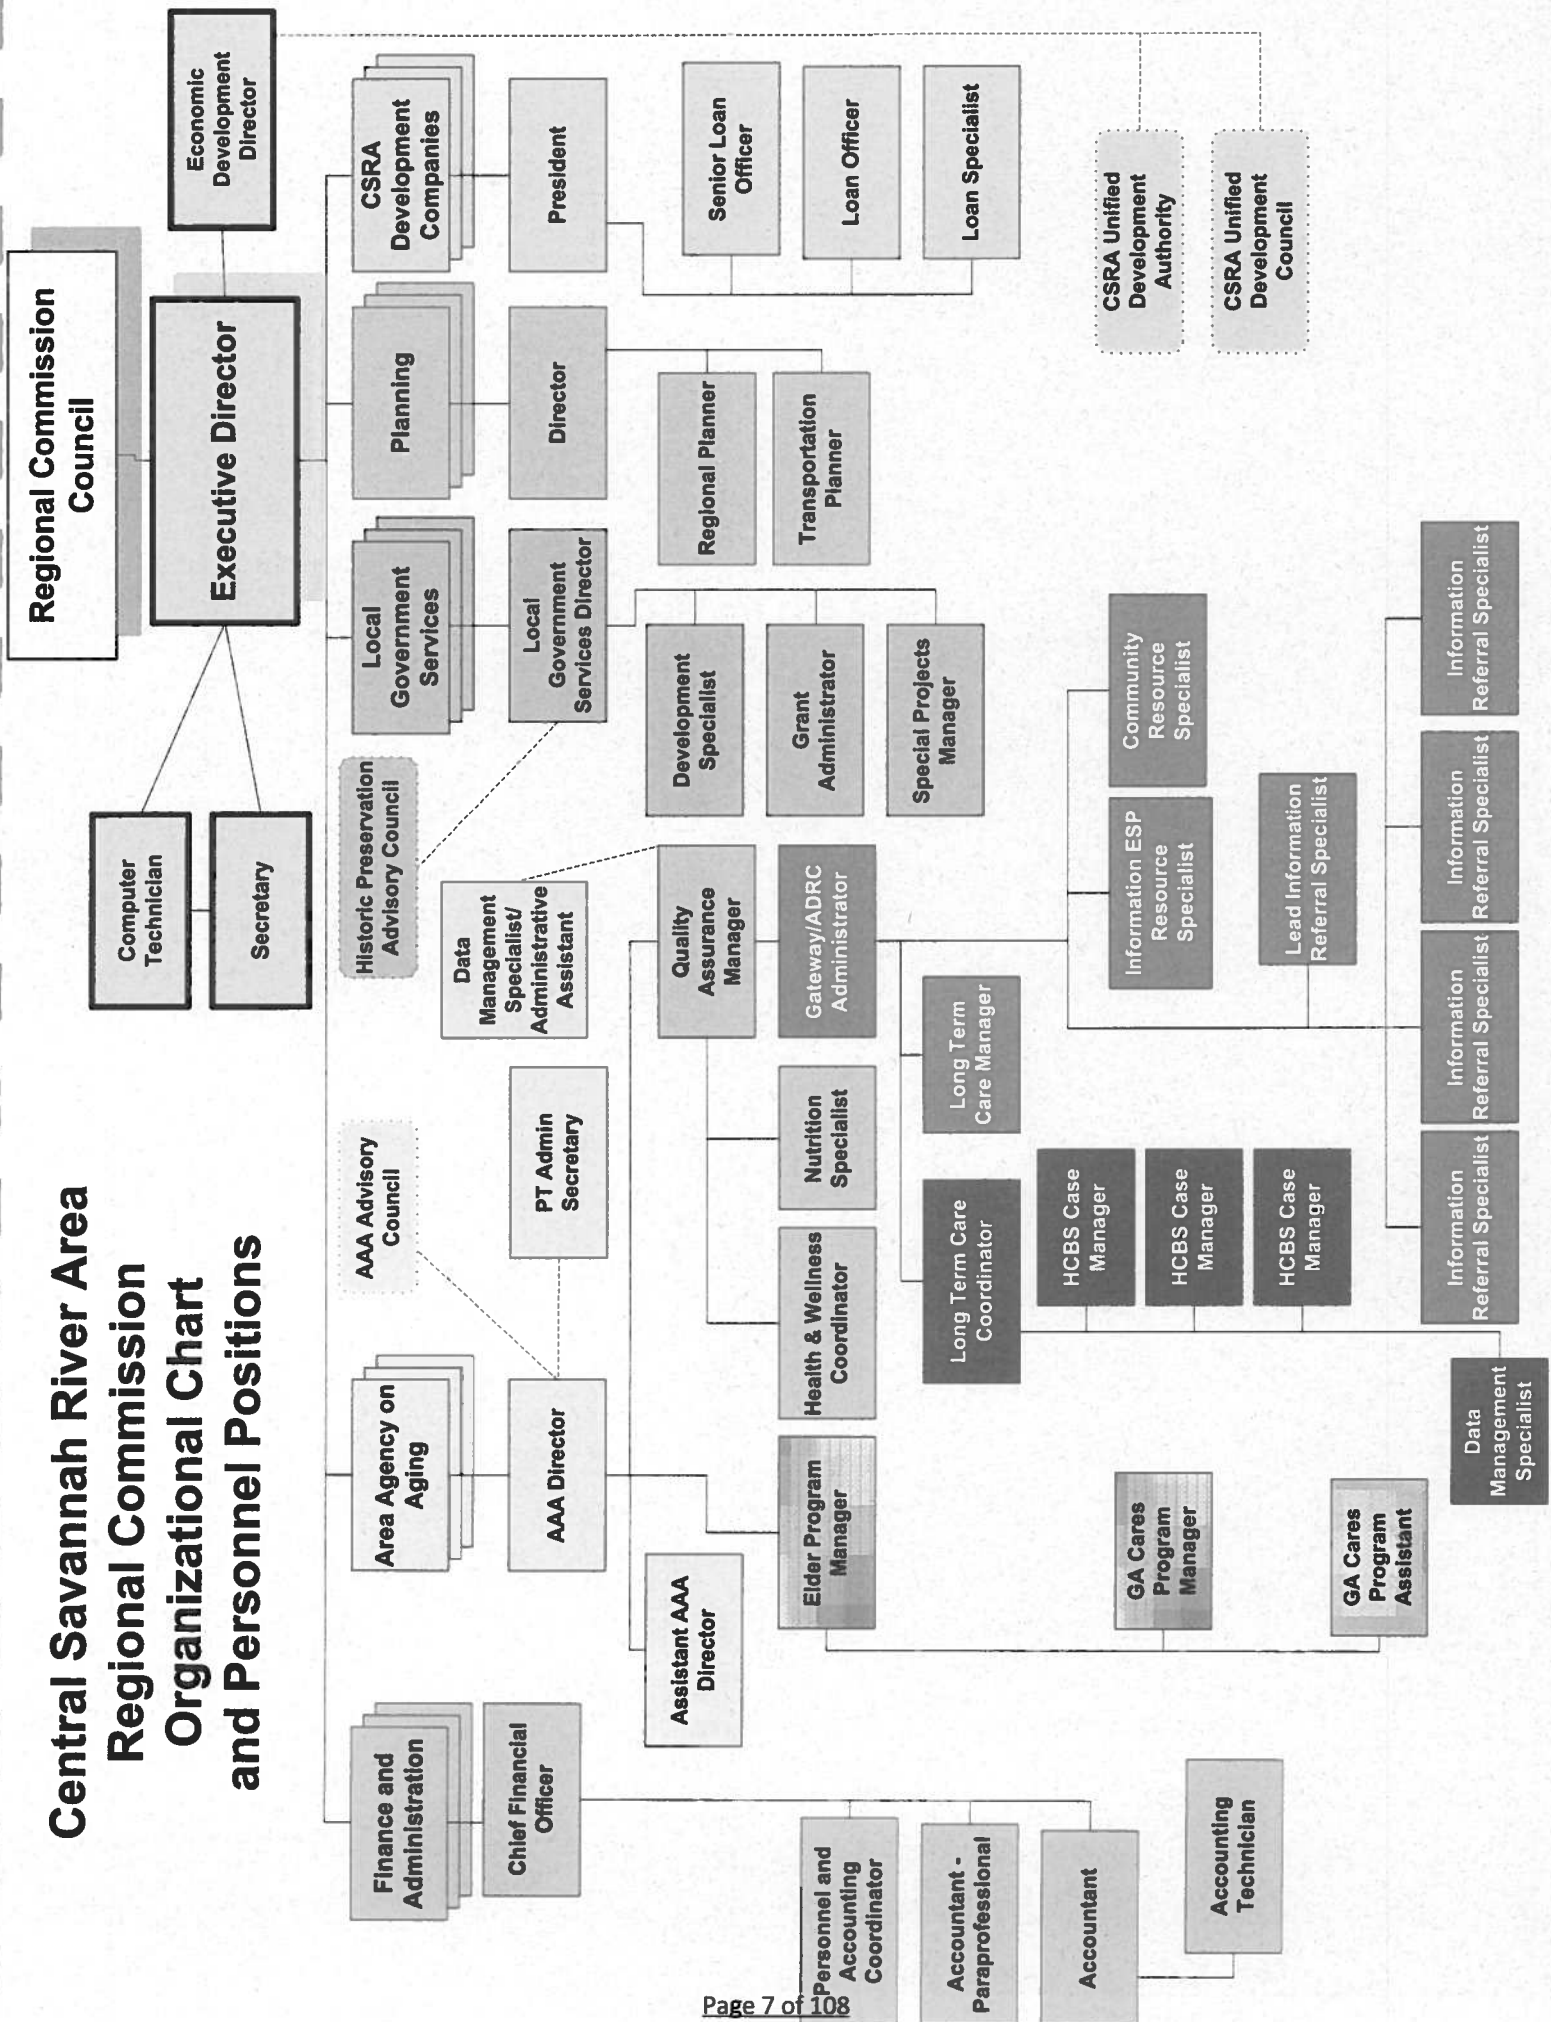 Central Savannah River Area
Regional Commission
Organizational Chart
and Personnel Positions
Regional Commission
Council
Executive Director
Economic
Development
Director
Computer
Technician
Secretary
Finance and
Administration
Area Agency on
Aging
AAA Advisory
Council
Historic Preservation
Advisory Council
Local
Government
Services
Planning
CSRA
Development
Companies
Chief Financial
Officer
AAA Director
PT Admin
Secretary
Data
Management
Specialist/
Administrative
Assistant
Local
Government
Services Director
Director
President
Assistant AAA
Director
Quality
Assurance
Manager
Development
Specialist
Grant
Administrator
Special Projects
Manager
Regional Planner
Transportation
Planner
Senior Loan
Officer
Loan Officer
Loan Specialist
Personnel and
Accounting
Coordinator
Accountant -
Paraprofessional
Accountant
Accounting
Technician
Elder Program
Manager
Health & Wellness
Coordinator
Nutrition
Specialist
Gateway/ADRC
Administrator
Long Term Care
Coordinator
Long Term
Care Manager
HCBS Case
Manager
HCBS Case
Manager
HCBS Case
Manager
GA Cares
Program
Manager
GA Cares
Program
Assistant
Information ESP
Resource
Specialist
Community
Resource
Specialist
CSRA Unified
Development
Authority
CSRA Unified
Development
Council
Lead Information
Referral Specialist
Data
Management
Specialist
Information
Referral Specialist
Information
Referral Specialist
Information
Referral Specialist
Information
Referral Specialist
Page 7 of 108